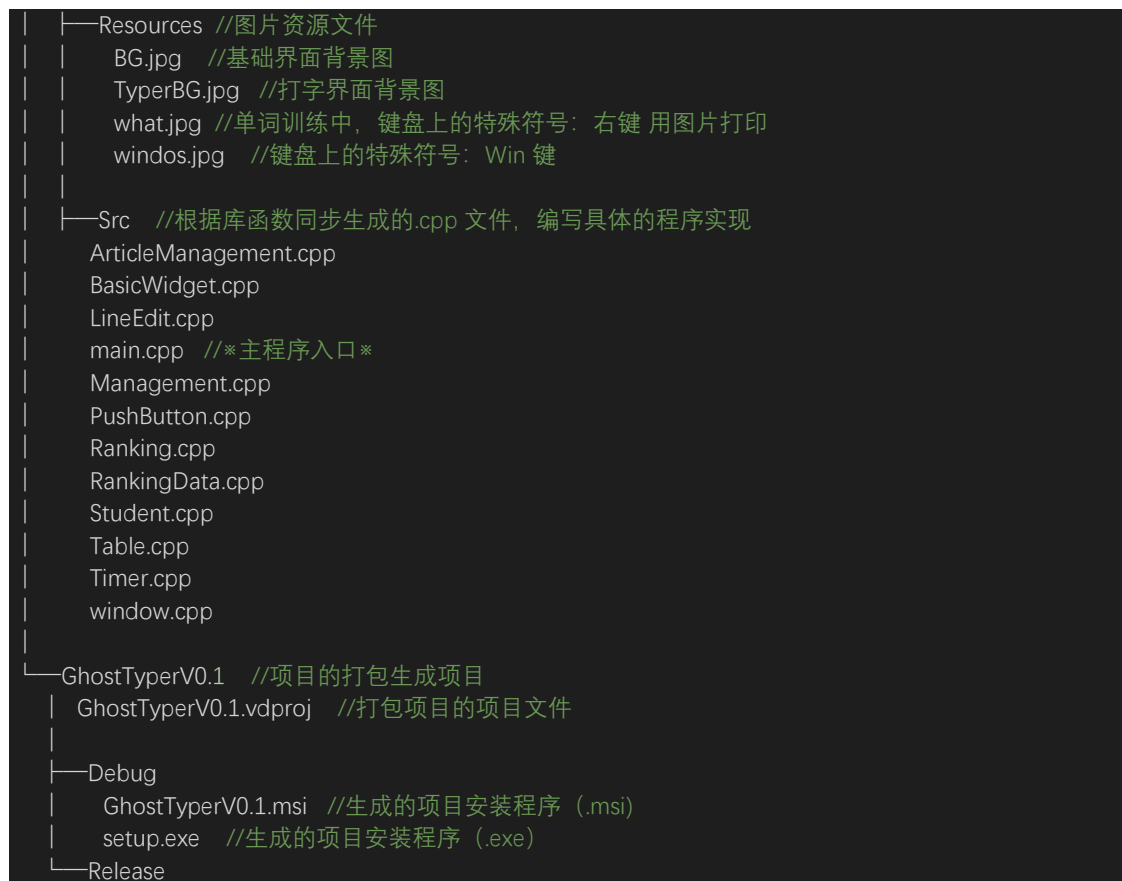 │ ├──Resources //图片资源文件
│ │ BG.jpg //基础界面背景图
│ │ TyperBG.jpg //打字界面背景图
│ │ what.jpg //单词训练中，键盘上的特殊符号：右键 用图片打印
│ │ windos.jpg //键盘上的特殊符号：Win 键
│ │
│ ├──Src //根据库函数同步生成的.cpp 文件，编写具体的程序实现
│ ArticleManagement.cpp
│ BasicWidget.cpp
│ LineEdit.cpp
│ main.cpp //※主程序入口※
│ Management.cpp
│ PushButton.cpp
│ Ranking.cpp
│ RankingData.cpp
│ Student.cpp
│ Table.cpp
│ Timer.cpp
│ window.cpp
│
└──GhostTyperV0.1 //项目的打包生成项目
│ GhostTyperV0.1.vdproj //打包项目的项目文件
│
├──Debug
│ GhostTyperV0.1.msi //生成的项目安装程序（.msi)
│ setup.exe //生成的项目安装程序（.exe）
└──Release